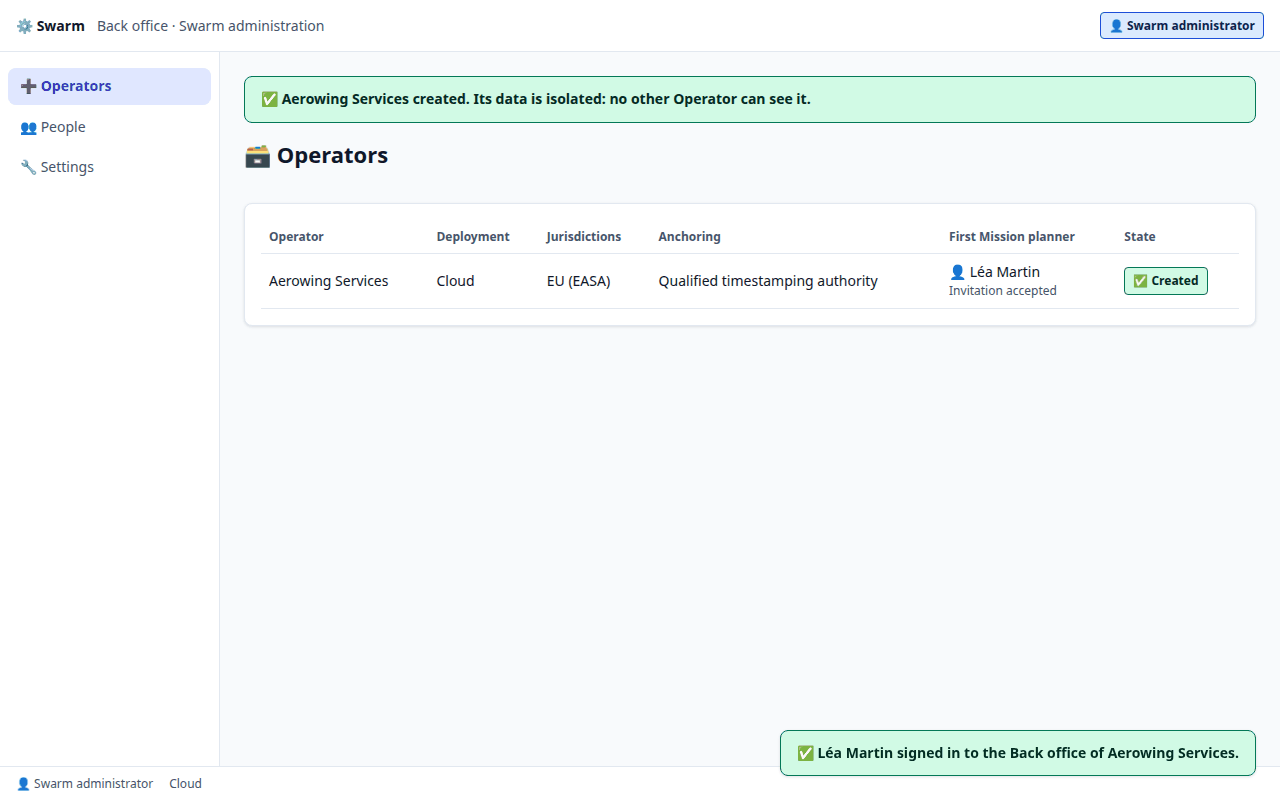 Swarm Back office · Swarm administration
Swarm administrator
Operators
People
Settings
Aerowing Services created. Its data is isolated: no other Operator can see it.
Operators
Operator Deployment Jurisdictions Anchoring First Mission planner State
Aerowing Services Cloud EU (EASA) Qualified timestamping authority Léa Martin Created
Invitation accepted
Léa Martin signed in to the Back office of Aerowing Services.
Swarm administrator Cloud